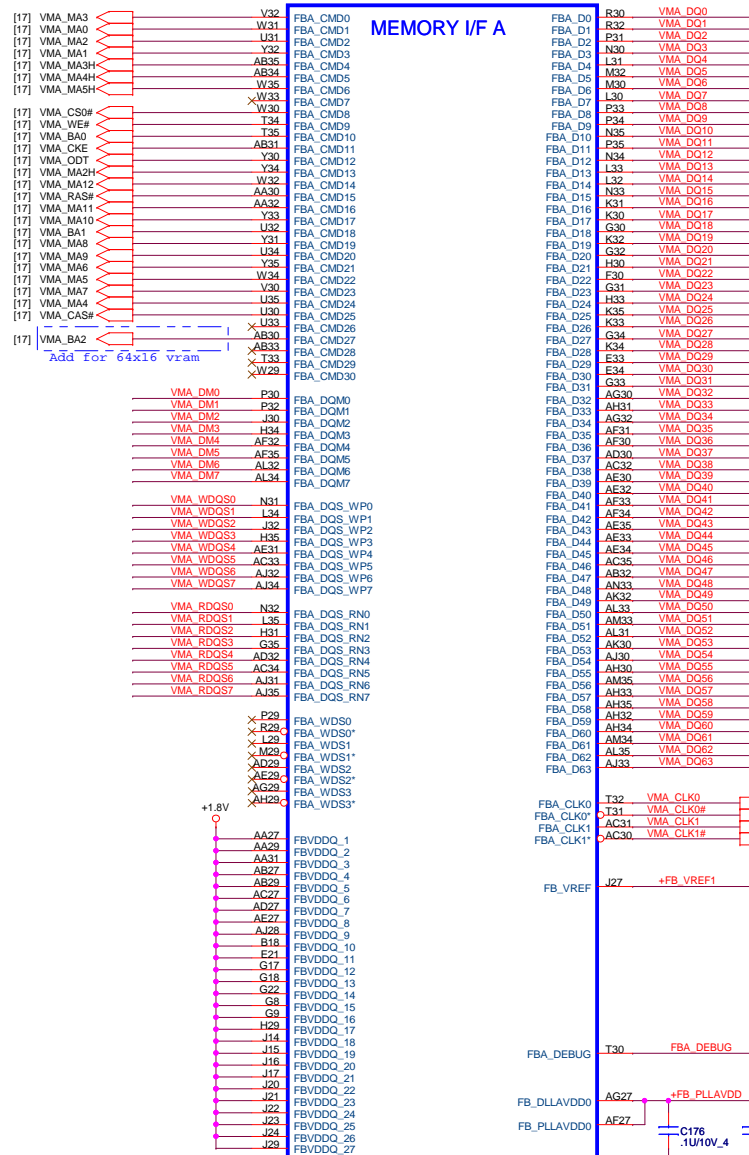 MEMORY I/F A
[17] VMA_MA3 V32 FBA_CMD0
[17] VMA_MA0 W31 FBA_CMD1
[17] VMA_MA2 U31 FBA_CMD2
[17] VMA_MA1 Y32 FBA_CMD3
[17] VMA_MA3H AB35 FBA_CMD4
[17] VMA_MA4H AB34 FBA_CMD5
[17] VMA_MA5H W35 FBA_CMD6
W33 FBA_CMD7
[17] VMA_CS0# W30 FBA_CMD8
[17] VMA_WE# T34 FBA_CMD9
[17] VMA_BA0 T35 FBA_CMD10
[17] VMA_CKE AB31 FBA_CMD11
[17] VMA_ODT Y30 FBA_CMD12
[17] VMA_MA2H Y34 FBA_CMD13
[17] VMA_MA12 W32 FBA_CMD14
[17] VMA_RAS# AA30 FBA_CMD15
[17] VMA_MA11 AA32 FBA_CMD16
[17] VMA_MA10 Y33 FBA_CMD17
[17] VMA_BA1 U32 FBA_CMD18
[17] VMA_MA8 Y31 FBA_CMD19
[17] VMA_MA9 U34 FBA_CMD20
[17] VMA_MA6 Y35 FBA_CMD21
[17] VMA_MA5 W34 FBA_CMD22
[17] VMA_MA7 V30 FBA_CMD23
[17] VMA_MA4 U35 FBA_CMD24
[17] VMA_CAS# U30 FBA_CMD25
U33 FBA_CMD26
[17] VMA_BA2 AB30 FBA_CMD27
AB33 FBA_CMD28
Add for 64x16 vram
T33 FBA_CMD29
W29 FBA_CMD30
VMA_DM0 P30 FBA_DQM0
VMA_DM1 P32 FBA_DQM1
VMA_DM2 J30 FBA_DQM2
VMA_DM3 H34 FBA_DQM3
VMA_DM4 AF32 FBA_DQM4
VMA_DM5 AF35 FBA_DQM5
VMA_DM6 AL32 FBA_DQM6
VMA_DM7 AL34 FBA_DQM7
VMA_WDQS0 N31 FBA_DQS_WP0
VMA_WDQS1 L34 FBA_DQS_WP1
VMA_WDQS2 J32 FBA_DQS_WP2
VMA_WDQS3 H35 FBA_DQS_WP3
VMA_WDQS4 AE31 FBA_DQS_WP4
VMA_WDQS5 AC33 FBA_DQS_WP5
VMA_WDQS6 AJ32 FBA_DQS_WP6
VMA_WDQS7 AJ34 FBA_DQS_WP7
VMA_RDQS0 N32 FBA_DQS_RN0
VMA_RDQS1 L35 FBA_DQS_RN1
VMA_RDQS2 H31 FBA_DQS_RN2
VMA_RDQS3 G35 FBA_DQS_RN3
VMA_RDQS4 AD32 FBA_DQS_RN4
VMA_RDQS5 AC34 FBA_DQS_RN5
VMA_RDQS6 AJ31 FBA_DQS_RN6
VMA_RDQS7 AJ35 FBA_DQS_RN7
P29 FBA_WDS0
R29 FBA_WDS0*
L29 FBA_WDS1
M29 FBA_WDS1*
AD29 FBA_WDS2
AE29 FBA_WDS2*
AG29 FBA_WDS3
AH29 FBA_WDS3*
+1.8V
AA27 FBVDDQ_1
AA29 FBVDDQ_2
AA31 FBVDDQ_3
AB27 FBVDDQ_4
AB29 FBVDDQ_5
AC27 FBVDDQ_6
AD27 FBVDDQ_7
AE27 FBVDDQ_8
AJ28 FBVDDQ_9
B18 FBVDDQ_10
E21 FBVDDQ_11
G17 FBVDDQ_12
G18 FBVDDQ_13
G22 FBVDDQ_14
G8 FBVDDQ_15
G9 FBVDDQ_16
H29 FBVDDQ_17
J14 FBVDDQ_18
J15 FBVDDQ_19
J16 FBVDDQ_20
J17 FBVDDQ_21
J20 FBVDDQ_22
J21 FBVDDQ_23
J22 FBVDDQ_24
J23 FBVDDQ_25
J24 FBVDDQ_26
J29 FBVDDQ_27
FBA_D0 R30 VMA_DQ0
FBA_D1 R32 VMA_DQ1
FBA_D2 P31 VMA_DQ2
FBA_D3 N30 VMA_DQ3
FBA_D4 L31 VMA_DQ4
FBA_D5 M32 VMA_DQ5
FBA_D6 M30 VMA_DQ6
FBA_D7 L30 VMA_DQ7
FBA_D8 P33 VMA_DQ8
FBA_D9 P34 VMA_DQ9
FBA_D10 N35 VMA_DQ10
FBA_D11 P35 VMA_DQ11
FBA_D12 N34 VMA_DQ12
FBA_D13 L33 VMA_DQ13
FBA_D14 L32 VMA_DQ14
FBA_D15 N33 VMA_DQ15
FBA_D16 K31 VMA_DQ16
FBA_D17 K30 VMA_DQ17
FBA_D18 G30 VMA_DQ18
FBA_D19 K32 VMA_DQ19
FBA_D20 G32 VMA_DQ20
FBA_D21 H30 VMA_DQ21
FBA_D22 F30 VMA_DQ22
FBA_D23 G31 VMA_DQ23
FBA_D24 H33 VMA_DQ24
FBA_D25 K35 VMA_DQ25
FBA_D26 K33 VMA_DQ26
FBA_D27 G34 VMA_DQ27
FBA_D28 K34 VMA_DQ28
FBA_D29 E33 VMA_DQ29
FBA_D30 E34 VMA_DQ30
FBA_D31 G33 VMA_DQ31
FBA_D32 AG30 VMA_DQ32
FBA_D33 AH31 VMA_DQ33
FBA_D34 AG32 VMA_DQ34
FBA_D35 AF31 VMA_DQ35
FBA_D36 AF30 VMA_DQ36
FBA_D37 AD30 VMA_DQ37
FBA_D38 AC32 VMA_DQ38
FBA_D39 AE30 VMA_DQ39
FBA_D40 AE32 VMA_DQ40
FBA_D41 AF33 VMA_DQ41
FBA_D42 AF34 VMA_DQ42
FBA_D43 AE35 VMA_DQ43
FBA_D44 AE33 VMA_DQ44
FBA_D45 AE34 VMA_DQ45
FBA_D46 AC35 VMA_DQ46
FBA_D47 AB32 VMA_DQ47
FBA_D48 AN33 VMA_DQ48
FBA_D49 AK32 VMA_DQ49
FBA_D50 AL33 VMA_DQ50
FBA_D51 AM33 VMA_DQ51
FBA_D52 AL31 VMA_DQ52
FBA_D53 AK30 VMA_DQ53
FBA_D54 AJ30 VMA_DQ54
FBA_D55 AH30 VMA_DQ55
FBA_D56 AM35 VMA_DQ56
FBA_D57 AH33 VMA_DQ57
FBA_D58 AH35 VMA_DQ58
FBA_D59 AH32 VMA_DQ59
FBA_D60 AH34 VMA_DQ60
FBA_D61 AM34 VMA_DQ61
FBA_D62 AL35 VMA_DQ62
FBA_D63 AJ33 VMA_DQ63
FBA_CLK0 T32 VMA_CLK0
FBA_CLK0* T31 VMA_CLK0#
FBA_CLK1 AC31 VMA_CLK1
FBA_CLK1* AC30 VMA_CLK1#
FB_VREF J27 +FB_VREF1
FBA_DEBUG T30 FBA_DEBUG
FB_DLLAVDD0 AG27 +FB_PLLAVDD
FB_PLLAVDD0 AF27
C176
.1U/10V_4